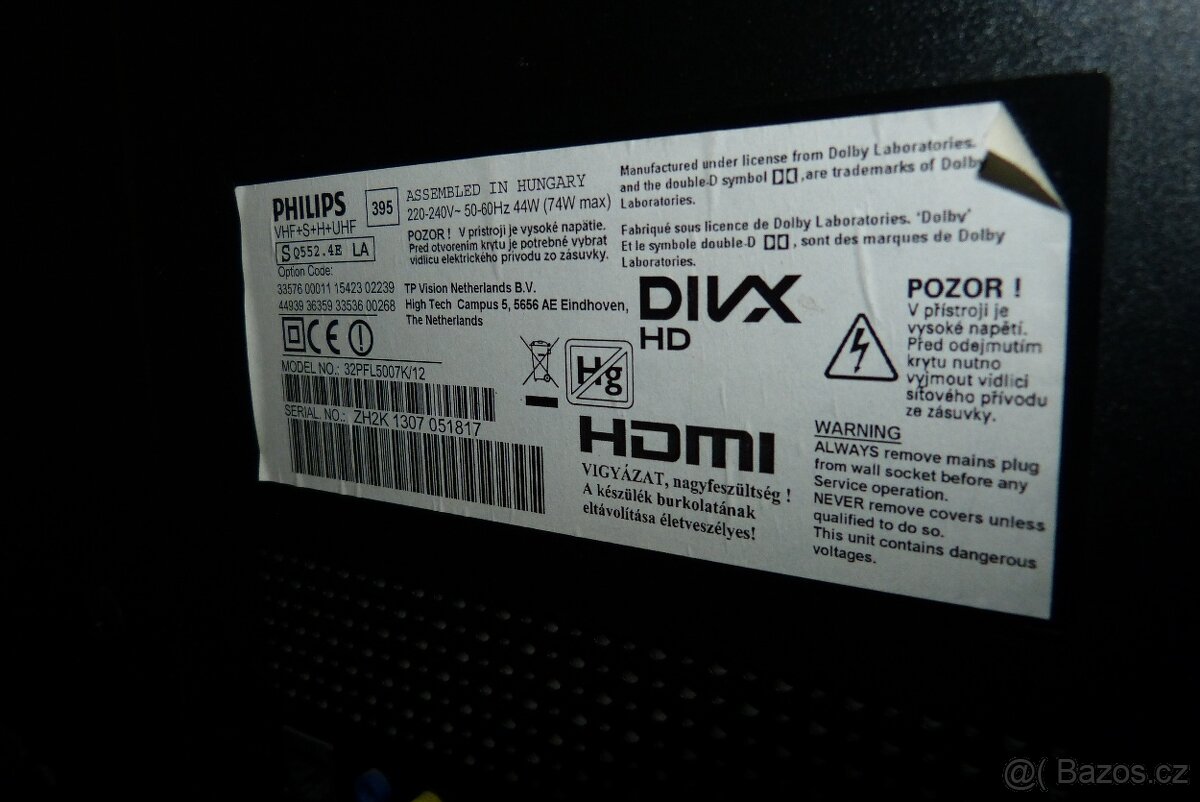 PHILIPS
395
ASSEMBLED IN HUNGARY
VHF+S+H+UHF
220-240V~ 50-60Hz 44W (74W max)
S Q552.4E LA
POZOR ! V prístroji je vysoké napätie.
Pred otvorením krytu je potrebné vybrat
vidlicu elektrického prívodu zo zásuvky.
Option Code:
33576 00011 15423 02239
44939 36359 33536 00268
TP Vision Netherlands B.V.
High Tech Campus 5, 5656 AE Eindhoven,
The Netherlands
CE
MODEL NO.: 32PFL5007K/12
SERIAL NO.: ZH2K 1307 051817
Manufactured under license from Dolby Laboratories.
and the double-D symbol DD, are trademarks of Dolby
Laboratories.
Fabriqué sous licence de Dolby Laboratories. 'Dolby'
Et le symbole double-D DD, sont des marques de Dolby
Laboratories.
DIVX
HD
Hg
HDMI
VIGYÁZAT, nagyfeszültség !
A készülék burkolatának
eltávolítása életveszélyes!
POZOR !
V přístroji je
vysoké napětí.
Před odejmutím
krytu nutno
vyjmout vidlici
síťového přívodu
ze zásuvky.
WARNING
ALWAYS remove mains plug
from wall socket before any
Service operation.
NEVER remove covers unless
qualified to do so.
This unit contains dangerous
voltages.
@( Bazos.cz